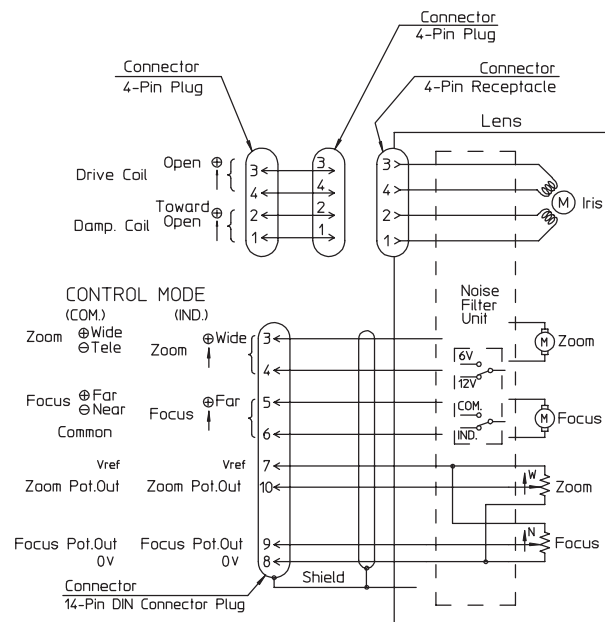 Connector
4-Pin Plug
Connector
4-Pin Plug
Connector
4-Pin Receptacle
Lens
Drive Coil
Open ⊕
3
4
3
4
3
4
Damp. Coil
Toward
Open ⊕
2
1
2
1
2
1
M
Iris
CONTROL MODE
(COM.)
(IND.)
Zoom
⊕Wide
⊖Tele
Zoom
⊕Wide
3
4
Noise
Filter
Unit
6V
12V
M
Zoom
Focus
⊕Far
⊖Near
Common
Focus
⊕Far
5
6
COM.
IND.
M
Focus
Vref
Vref
7
Zoom Pot.Out
Zoom Pot.Out
10
W
Zoom
Focus Pot.Out
Focus Pot.Out
9
N
Focus
0V
0V
8
Connector
14-Pin DIN Connector Plug
Shield